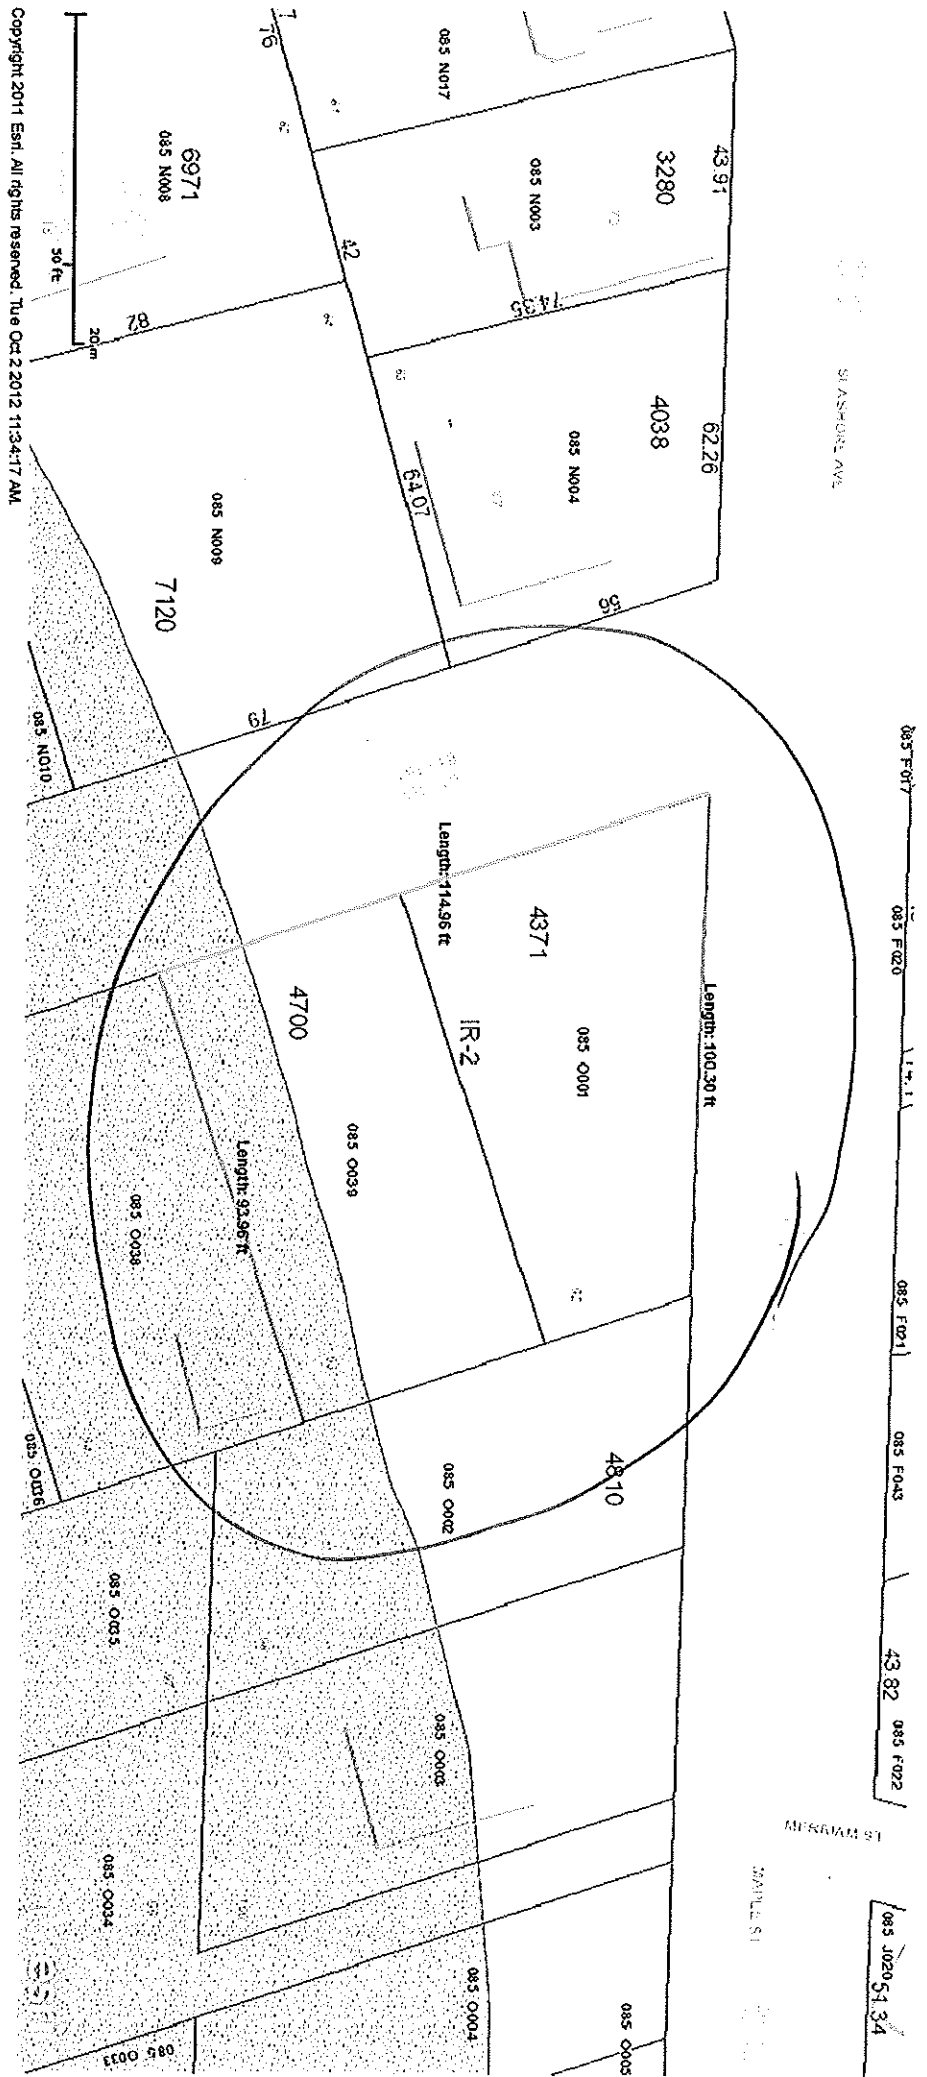 SEASHORE AVE
MERRIAM ST
MAPLE ST
085 F017
085 F020
085 F021
085 F043
43.82
085 F022
085 J020
51.34
085 N017
43.91
3280
085 N003
74.35
62.26
4038
085 N004
64.07
56
76
42
6971
085 N008
82
085 N009
7120
79
085 N010
Length: 100.30 ft
Length: 114.96 ft
4371
085 O001
IR-2
4700
085 O039
Length: 93.96 ft
085 O038
4810
085 O002
085 O036
085 O035
085 O003
085 O034
085 O004
085 O033
085 O005
50 ft
20 m
Copyright 2011 Esri. All rights reserved. Tue Oct 2 2012 11:34:17 AM.